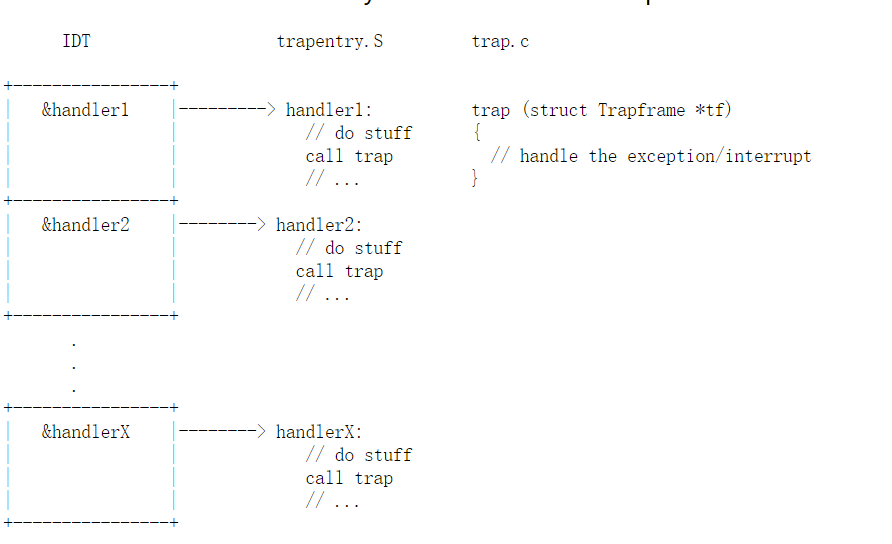 IDT trapentry.S trap.c
+----------------+
| &handler1 |---------> handler1: trap (struct Trapframe *tf)
| | // do stuff {
| | call trap // handle the exception/interrupt
| | // ... }
+----------------+
| &handler2 |--------> handler2:
| | // do stuff
| | call trap
| | // ...
+----------------+
.
.
.
+----------------+
| &handlerX |--------> handlerX:
| | // do stuff
| | call trap
| | // ...
+----------------+